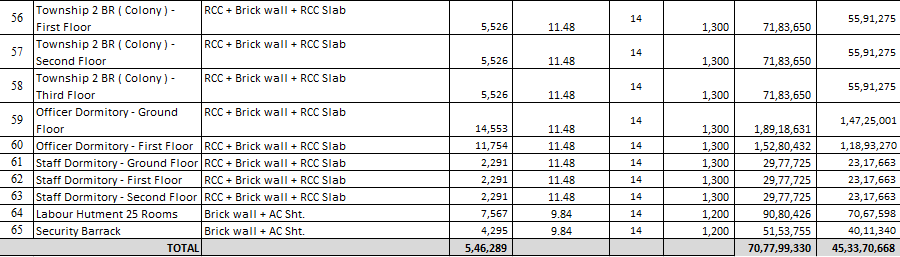 56 Township 2 BR ( Colony ) - First Floor RCC + Brick wall + RCC Slab 5,526 11.48 14 1,300 71,83,650 55,91,275
57 Township 2 BR ( Colony ) - Second Floor RCC + Brick wall + RCC Slab 5,526 11.48 14 1,300 71,83,650 55,91,275
58 Township 2 BR ( Colony ) - Third Floor RCC + Brick wall + RCC Slab 5,526 11.48 14 1,300 71,83,650 55,91,275
59 Officer Dormitory - Ground Floor RCC + Brick wall + RCC Slab 14,553 11.48 14 1,300 1,89,18,631 1,47,25,001
60 Officer Dormitory - First Floor RCC + Brick wall + RCC Slab 11,754 11.48 14 1,300 1,52,80,432 1,18,93,270
61 Staff Dormitory - Ground Floor RCC + Brick wall + RCC Slab 2,291 11.48 14 1,300 29,77,725 23,17,663
62 Staff Dormitory - First Floor RCC + Brick wall + RCC Slab 2,291 11.48 14 1,300 29,77,725 23,17,663
63 Staff Dormitory - Second Floor RCC + Brick wall + RCC Slab 2,291 11.48 14 1,300 29,77,725 23,17,663
64 Labour Hutment 25 Rooms Brick wall + AC Sht. 7,567 9.84 14 1,200 90,80,426 70,67,598
65 Security Barrack Brick wall + AC Sht. 4,295 9.84 14 1,200 51,53,755 40,11,340
TOTAL 5,46,289 70,77,99,330 45,33,70,668